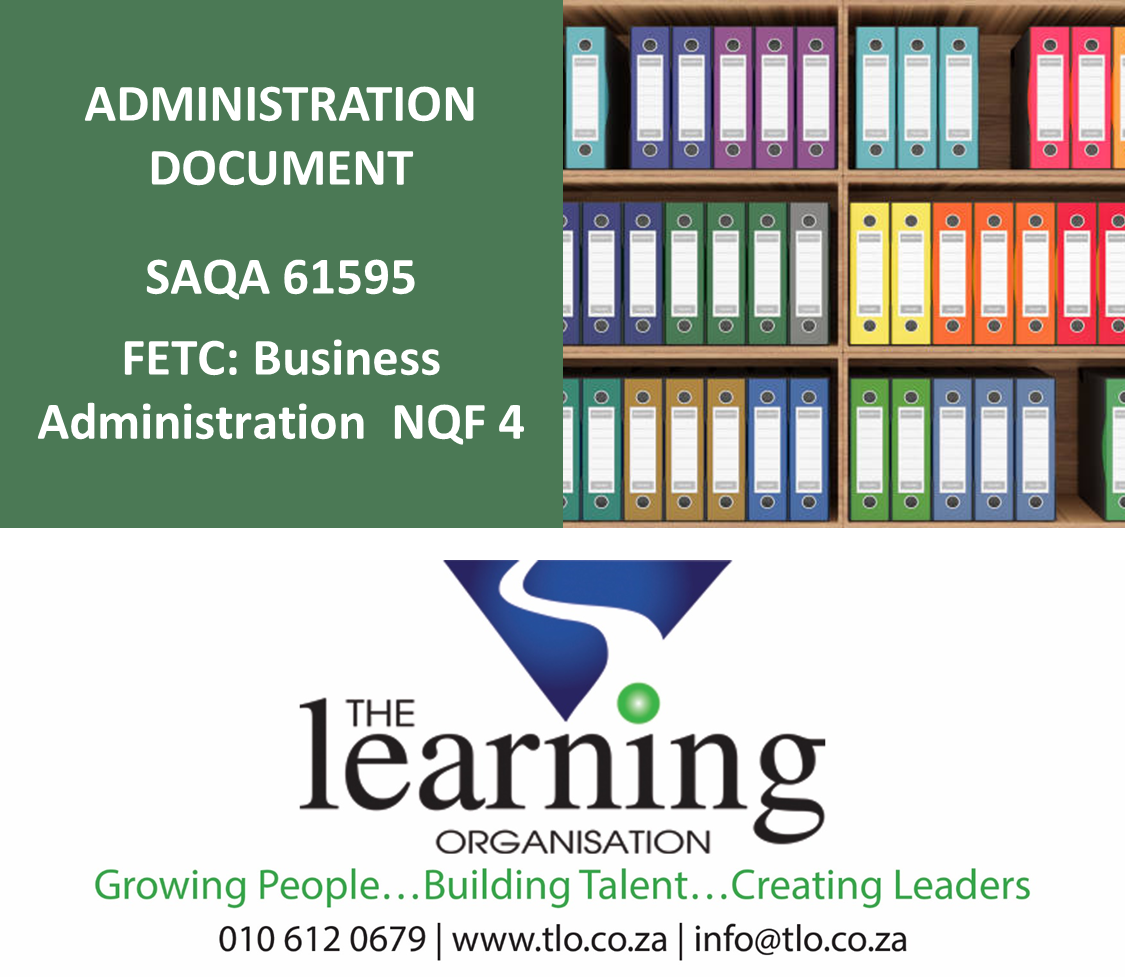 ADMINISTRATION
DOCUMENT
SAQA 61595
FETC: Business
Administration NQF 4
THE
learning
ORGANISATION
Growing People…Building Talent…Creating Leaders
010 612 0679 | www.tlo.co.za | info@tlo.co.za